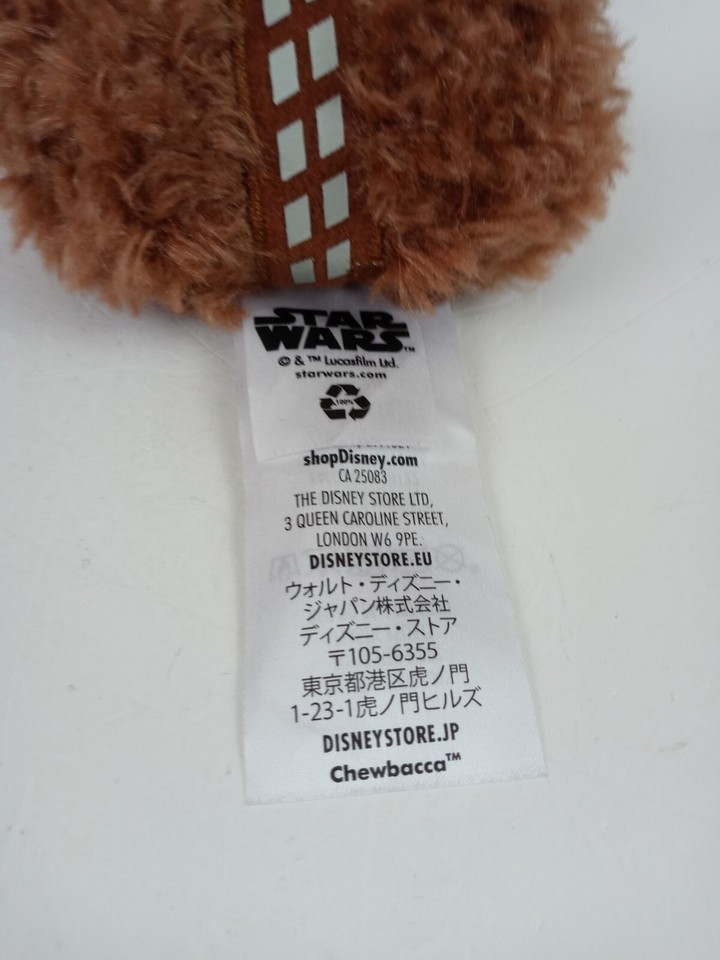 STAR
WARS™
© & ™ Lucasfilm Ltd.
starwars.com
100%
shopDisney.com
CA 25083
THE DISNEY STORE LTD,
3 QUEEN CAROLINE STREET,
LONDON W6 9PE.
DISNEYSTORE.EU
ウォルト・ディズニー・
ジャパン株式会社
ディズニー・ストア
〒105-6355
東京都港区虎ノ門
1-23-1虎ノ門ヒルズ
DISNEYSTORE.JP
Chewbacca™